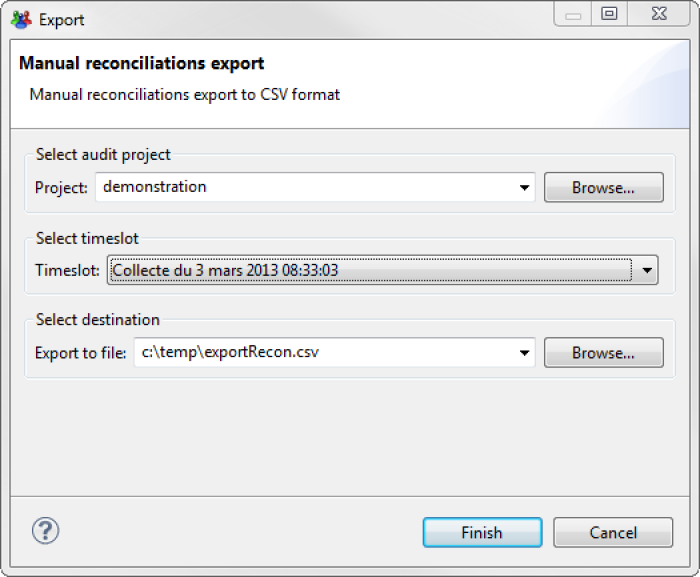 Export
Manual reconciliations export
Manual reconciliations export to CSV format
Select audit project
Project: demonstration Browse...
Select timeslot
Timeslot: Collecte du 3 mars 2013 08:33:03
Select destination
Export to file: c:\temp\exportRecon.csv Browse...
? Finish Cancel